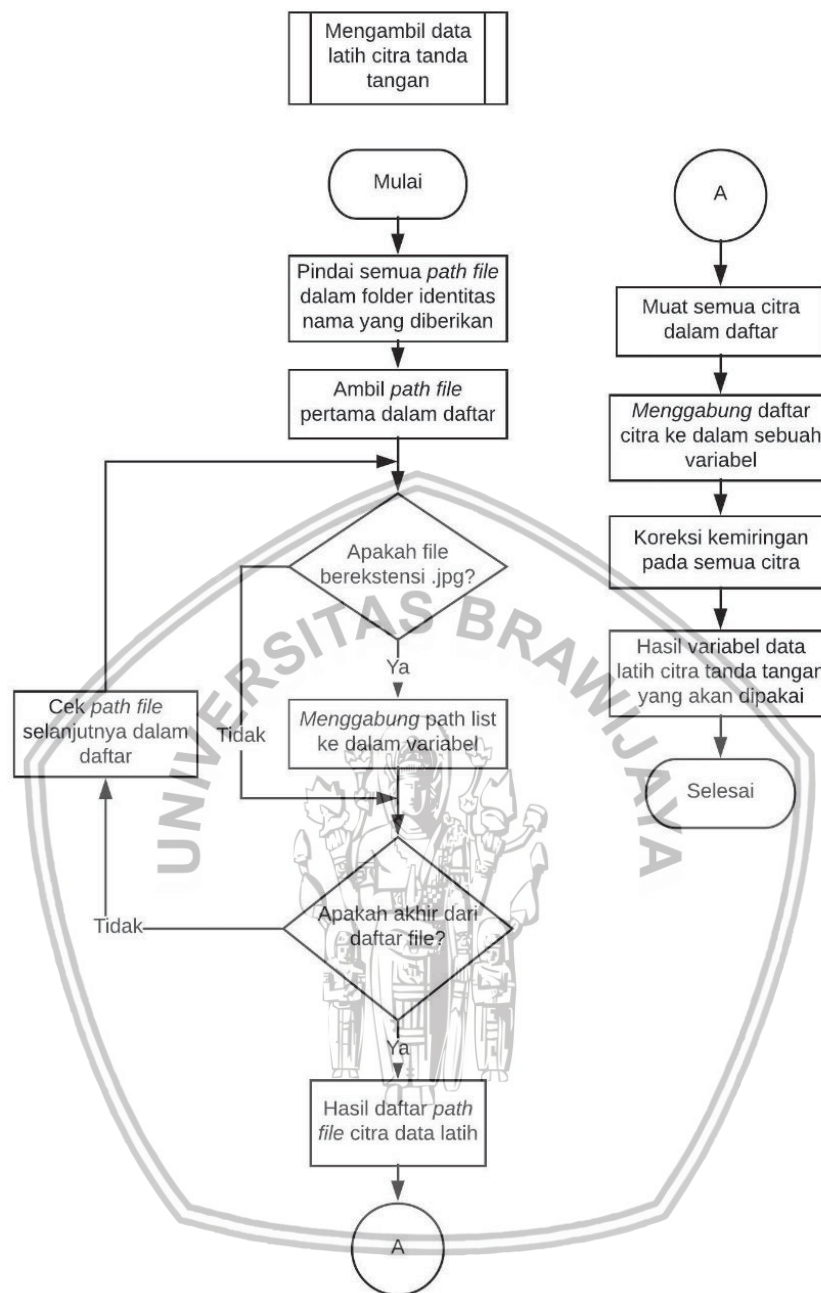 Mengambil data
latih citra tanda
tangan
Mulai
Pindai semua path file
dalam folder identitas
nama yang diberikan
Ambil path file
pertama dalam daftar
Apakah file
berekstensi .jpg?
Ya
Tidak
Menggabung path list
ke dalam variabel
Cek path file
selanjutnya dalam
daftar
Apakah akhir dari
daftar file?
Tidak
Ya
Hasil daftar path
file citra data latih
A
A
Muat semua citra
dalam daftar
Menggabung daftar
citra ke dalam sebuah
variabel
Koreksi kemiringan
pada semua citra
Hasil variabel data
latih citra tanda tangan
yang akan dipakai
Selesai
UNIVERSITAS BRAWIJAYA